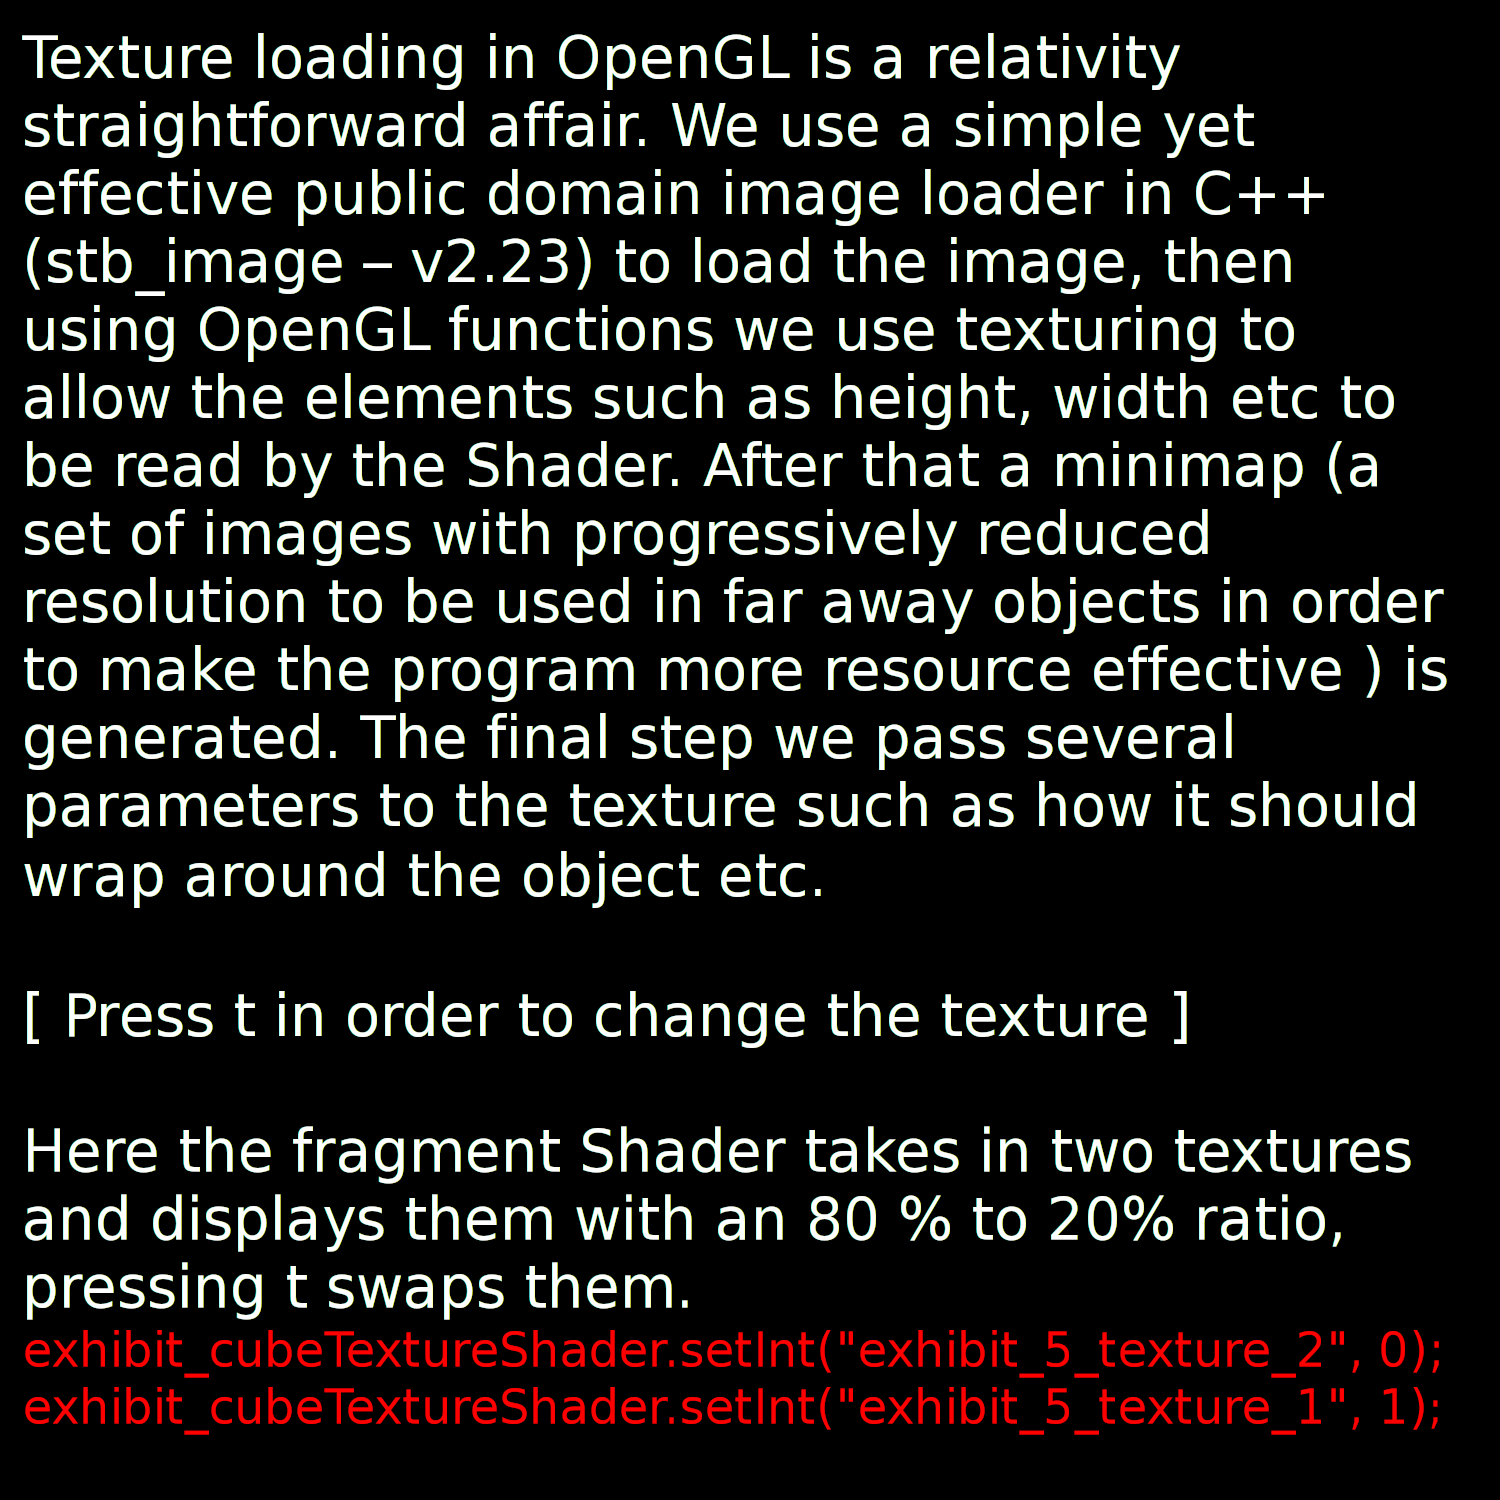 Texture loading in OpenGL is a relativity
straightforward affair. We use a simple yet
effective public domain image loader in C++
(stb_image – v2.23) to load the image, then
using OpenGL functions we use texturing to
allow the elements such as height, width etc to
be read by the Shader. After that a minimap (a
set of images with progressively reduced
resolution to be used in far away objects in order
to make the program more resource effective ) is
generated. The final step we pass several
parameters to the texture such as how it should
wrap around the object etc.
[ Press t in order to change the texture ]
Here the fragment Shader takes in two textures
and displays them with an 80 % to 20% ratio,
pressing t swaps them.
exhibit_cubeTextureShader.setInt("exhibit_5_texture_2", 0);
exhibit_cubeTextureShader.setInt("exhibit_5_texture_1", 1);